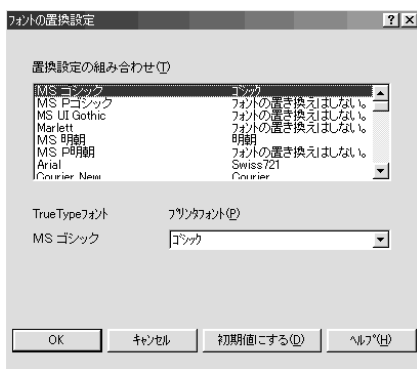 フォントの置換設定
置換設定の組み合わせ(T)
MS ゴシック ゴシック
MS Pゴシック フォントの置き換えはしない。
MS UI Gothic フォントの置き換えはしない。
Marlett フォントの置き換えはしない。
MS 明朝 明朝
MS P明朝 フォントの置き換えはしない。
Arial Swiss721
Courier New Courier
TrueTypeフォント プリンタフォント(P)
MS ゴシック ゴシック
OK キャンセル 初期値にする(D) ヘルプ(H)